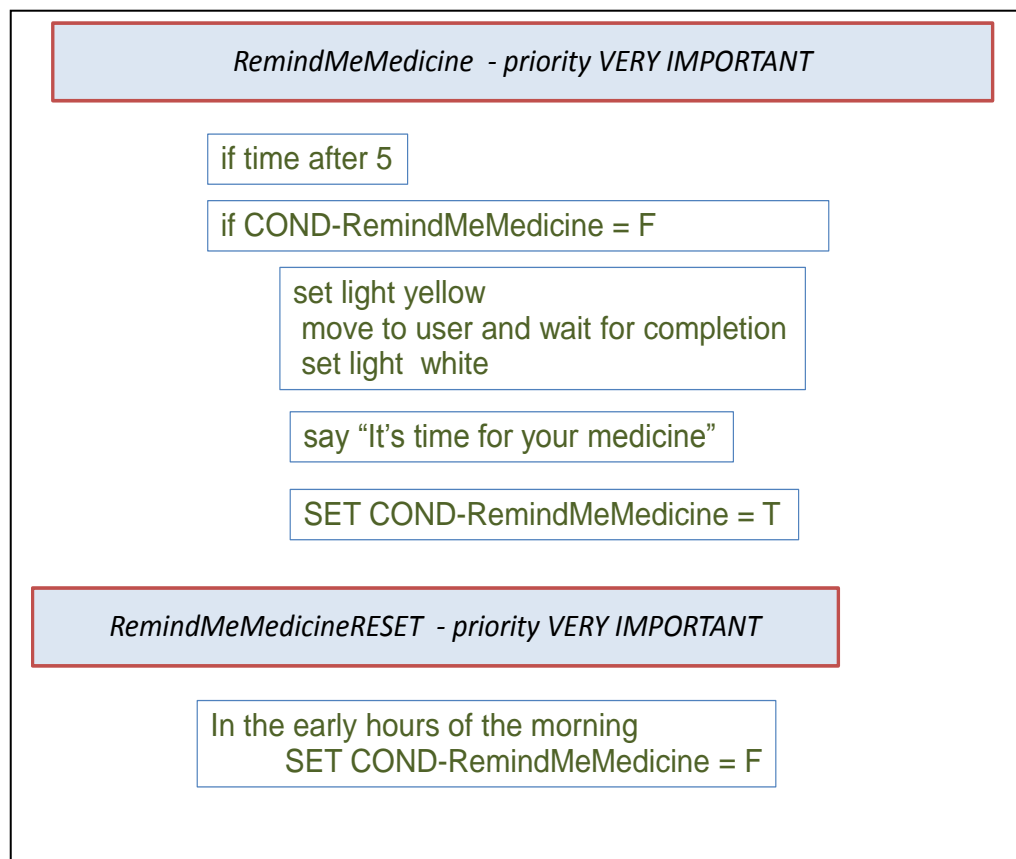 RemindMeMedicine - priority VERY IMPORTANT
if time after 5
if COND-RemindMeMedicine = F
set light yellow
move to user and wait for completion
set light white
say “It’s time for your medicine”
SET COND-RemindMeMedicine = T
RemindMeMedicineRESET - priority VERY IMPORTANT
In the early hours of the morning
SET COND-RemindMeMedicine = F